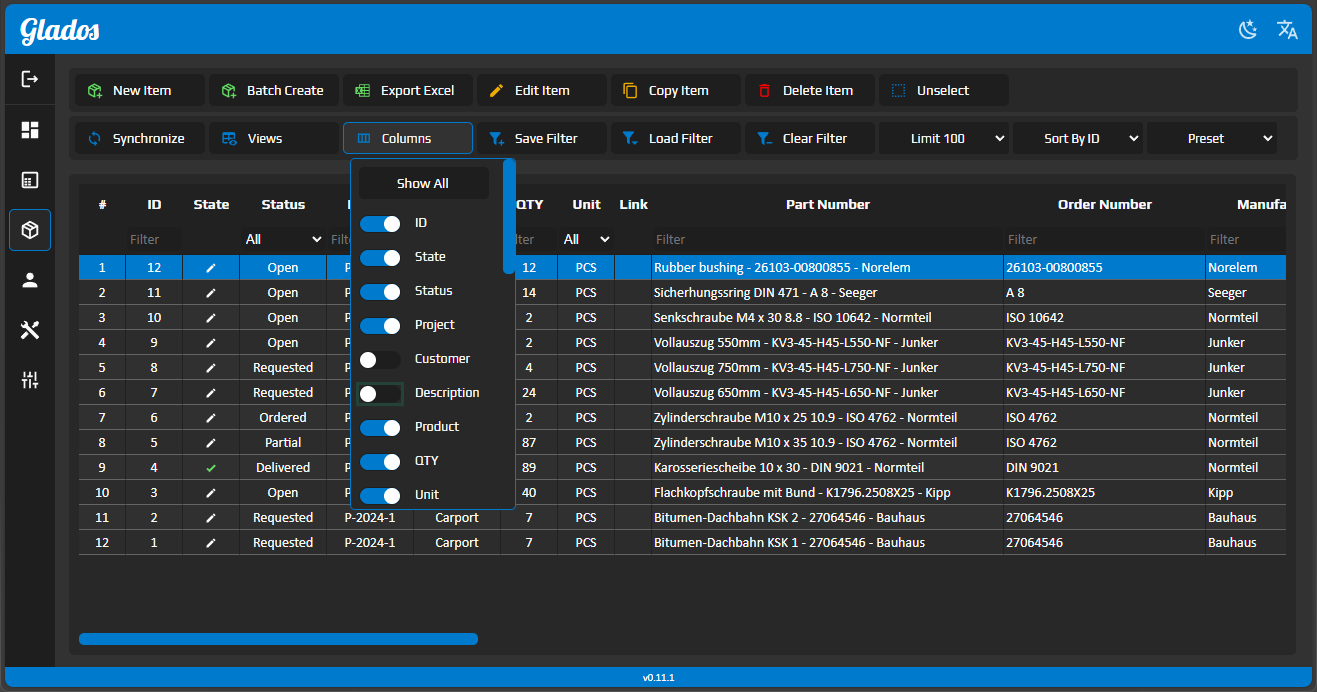 Glados
New Item Batch Create Export Excel Edit Item Copy Item Delete Item Unselect
Synchronize Views Columns Save Filter Load Filter Clear Filter Limit 100 Sort By ID Preset
Show All
ID
State
Status
Project
Customer
Description
Product
QTY
Unit
# ID State Status QTY Unit Link Part Number Order Number Manufa
Filter All All Filter Filter Filter
1 12 Open 12 PCS Rubber bushing - 26103-00800855 - Norelem 26103-00800855 Norelem
2 11 Open 14 PCS Sicherhungssring DIN 471 - A 8 - Seeger A 8 Seeger
3 10 Open 2 PCS Senkschraube M4 x 30 8.8 - ISO 10642 - Normteil ISO 10642 Normteil
4 9 Open 2 PCS Vollauszug 550mm - KV3-45-H45-L550-NF - Junker KV3-45-H45-L550-NF Junker
5 8 Requested 4 PCS Vollauszug 750mm - KV3-45-H45-L750-NF - Junker KV3-45-H45-L750-NF Junker
6 7 Requested 24 PCS Vollauszug 650mm - KV3-45-H45-L650-NF - Junker KV3-45-H45-L650-NF Junker
7 6 Ordered 2 PCS Zylinderschraube M10 x 25 10.9 - ISO 4762 - Normteil ISO 4762 Normteil
8 5 Partial 87 PCS Zylinderschraube M10 x 35 10.9 - ISO 4762 - Normteil ISO 4762 Normteil
9 4 Delivered 89 PCS Karosseriescheibe 10 x 30 - DIN 9021 - Normteil DIN 9021 Normteil
10 3 Open 40 PCS Flachkopfschraube mit Bund - K1796.2508X25 - Kipp K1796.2508X25 Kipp
11 2 Requested P-2024-1 Carport 7 PCS Bitumen-Dachbahn KSK 2 - 27064546 - Bauhaus 27064546 Bauhaus
12 1 Requested P-2024-1 Carport 7 PCS Bitumen-Dachbahn KSK 1 - 27064546 - Bauhaus 27064546 Bauhaus
v0.11.1